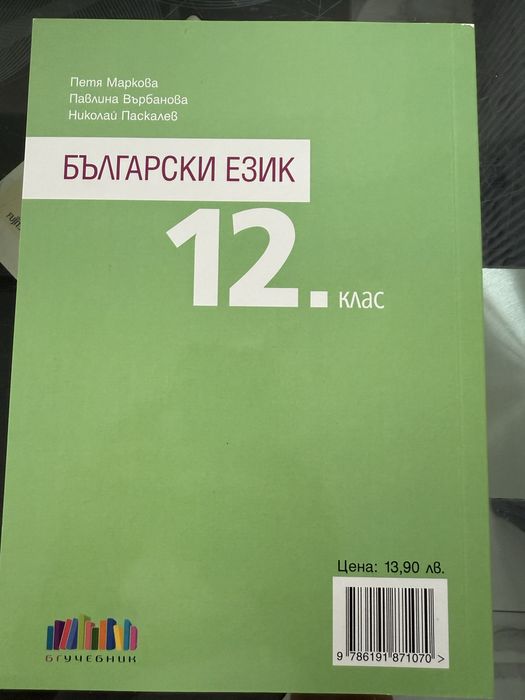 Петя Маркова
Павлина Върбанова
Николай Паскалев
БЪЛГАРСКИ ЕЗИК
12. клас
Цена: 13,90 лв.
9 786191 871070 >
БГУЧЕБНИК